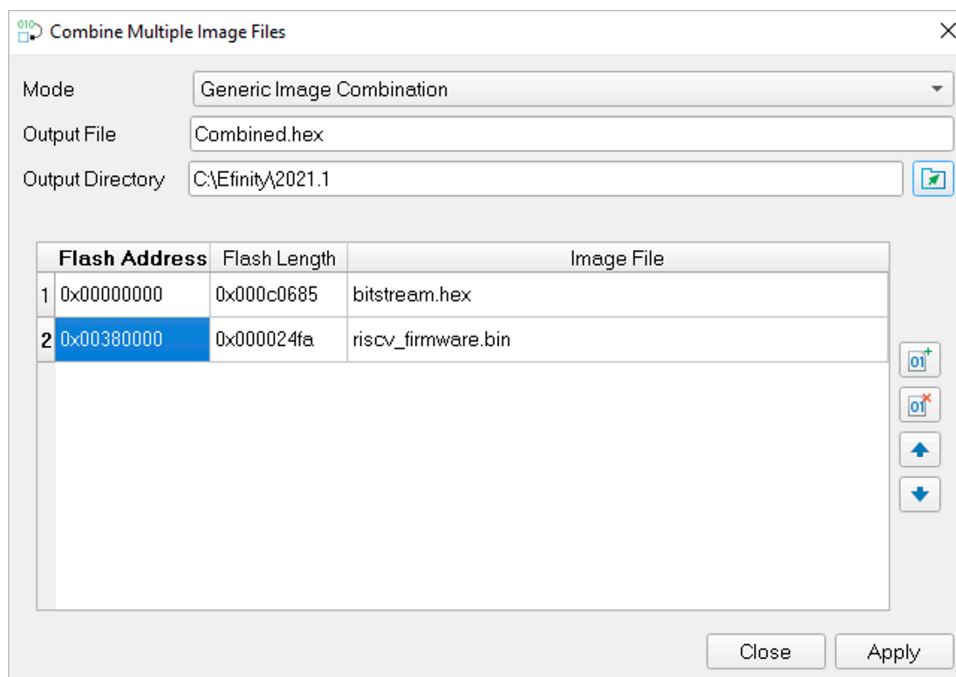 Combine Multiple Image Files
Mode Generic Image Combination
Output File Combined.hex
Output Directory C:\Efinity\2021.1
Flash Address Flash Length Image File
1 0x00000000 0x000c0685 bitstream.hex
2 0x00380000 0x000024fa riscv_firmware.bin
Close Apply